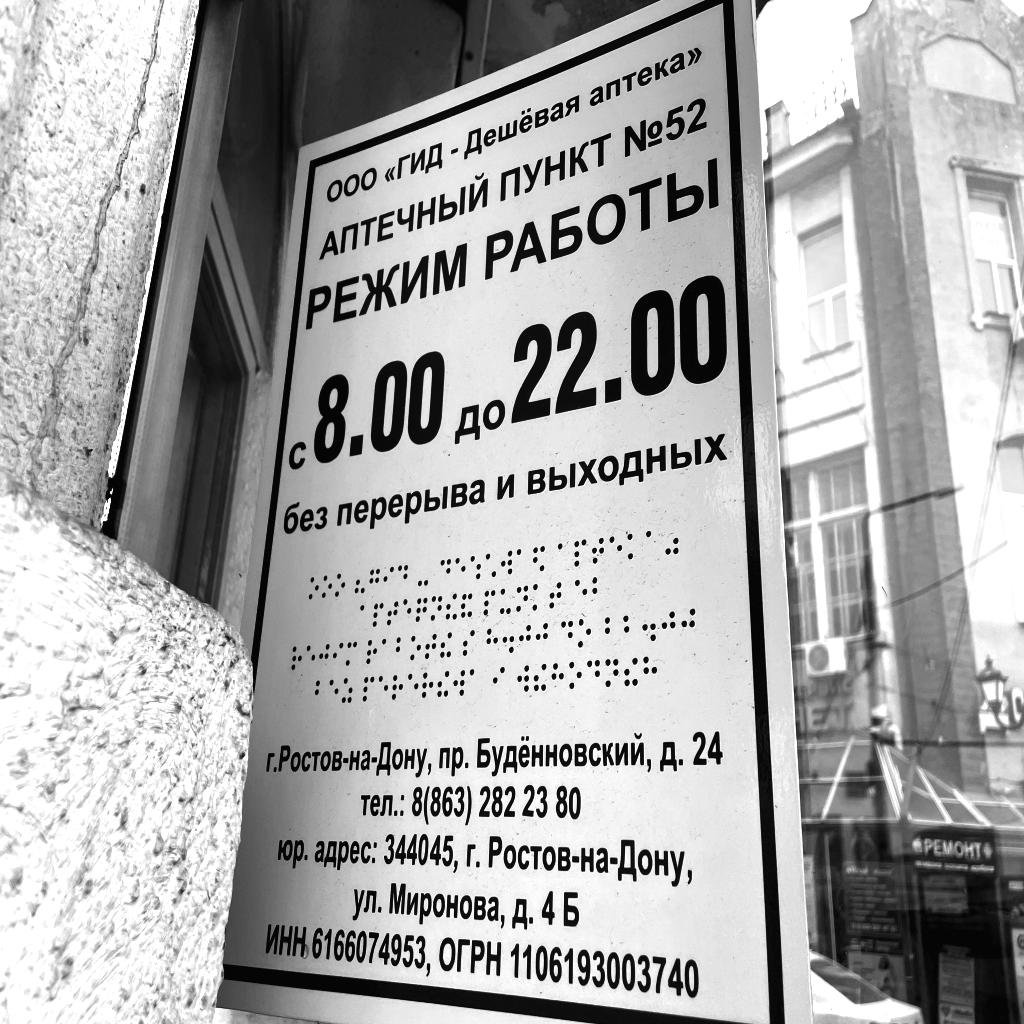 ООО «ГИД - Дешёвая аптека»
АПТЕЧНЫЙ ПУНКТ №52
РЕЖИМ РАБОТЫ
с 8.00 до 22.00
без перерыва и выходных
г.Ростов-на-Дону, пр. Будённовский, д. 24
тел.: 8(863) 282 23 80
юр. адрес: 344045, г. Ростов-на-Дону,
ул. Миронова, д. 4 Б
ИНН 6166074953, ОГРН 1106193003740
РЕМОНТ